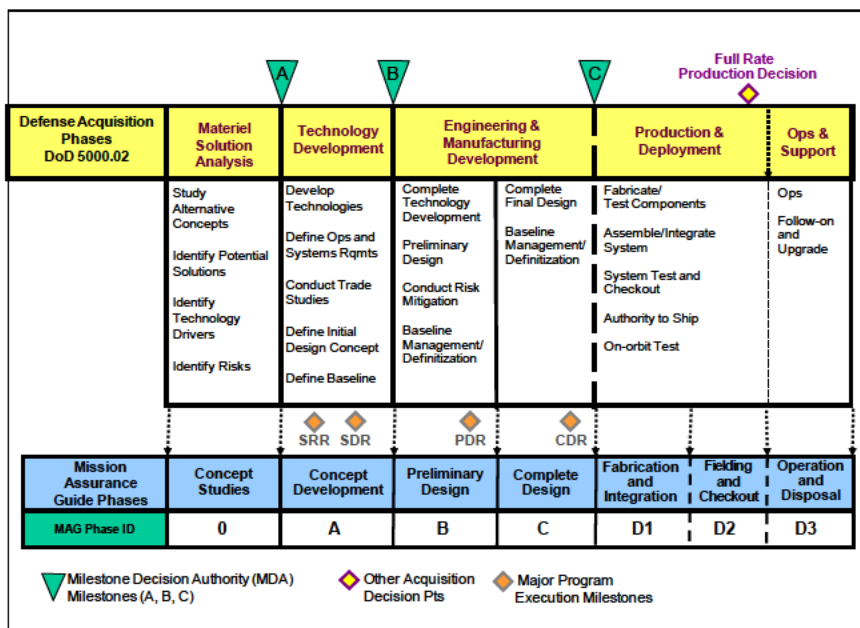 A
B
C
Full Rate
Production Decision
Defense Acquisition
Phases
DoD 5000.02
Materiel
Solution
Analysis
Technology
Development
Engineering &
Manufacturing
Development
Production &
Deployment
Ops &
Support
Study
Alternative
Concepts
Identify Potential
Solutions
Identify
Technology
Drivers
Identify Risks
Develop
Technologies
Define Ops and
Systems Rqmts
Conduct Trade
Studies
Define Initial
Design Concept
Define Baseline
Complete
Technology
Development
Preliminary
Design
Conduct Risk
Mitigation
Baseline
Management/
Definitization
Complete
Final Design
Baseline
Management/
Definitization
Fabricate/
Test Components
Assemble/Integrate
System
System Test and
Checkout
Authority to Ship
On-orbit Test
Ops
Follow-on
and
Upgrade
SRR
SDR
PDR
CDR
Mission
Assurance
Guide Phases
Concept
Studies
Concept
Development
Preliminary
Design
Complete
Design
Fabrication
and
Integration
Fielding
and
Checkout
Operation
and
Disposal
MAG Phase ID
0
A
B
C
D1
D2
D3
Milestone Decision Authority (MDA)
Milestones (A, B, C)
Other Acquisition
Decision Pts
Major Program
Execution Milestones